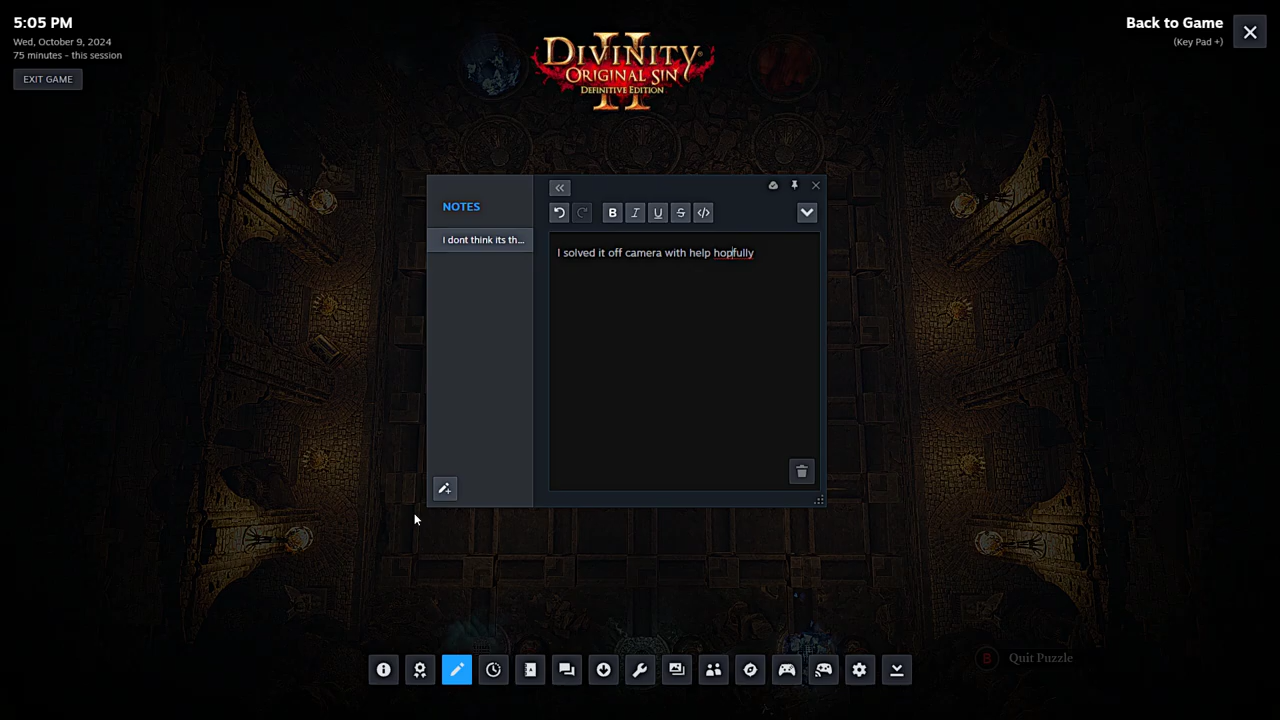 5:05 PM
Wed, October 9, 2024
75 minutes - this session
EXIT GAME
DIVINITY
ORIGINAL SIN
DEFINITIVE EDITION
II
Back to Game
(Key Pad +)
NOTES
I dont think its th...
B I U S </>
I solved it off camera with help hopfully
B Quit Puzzle